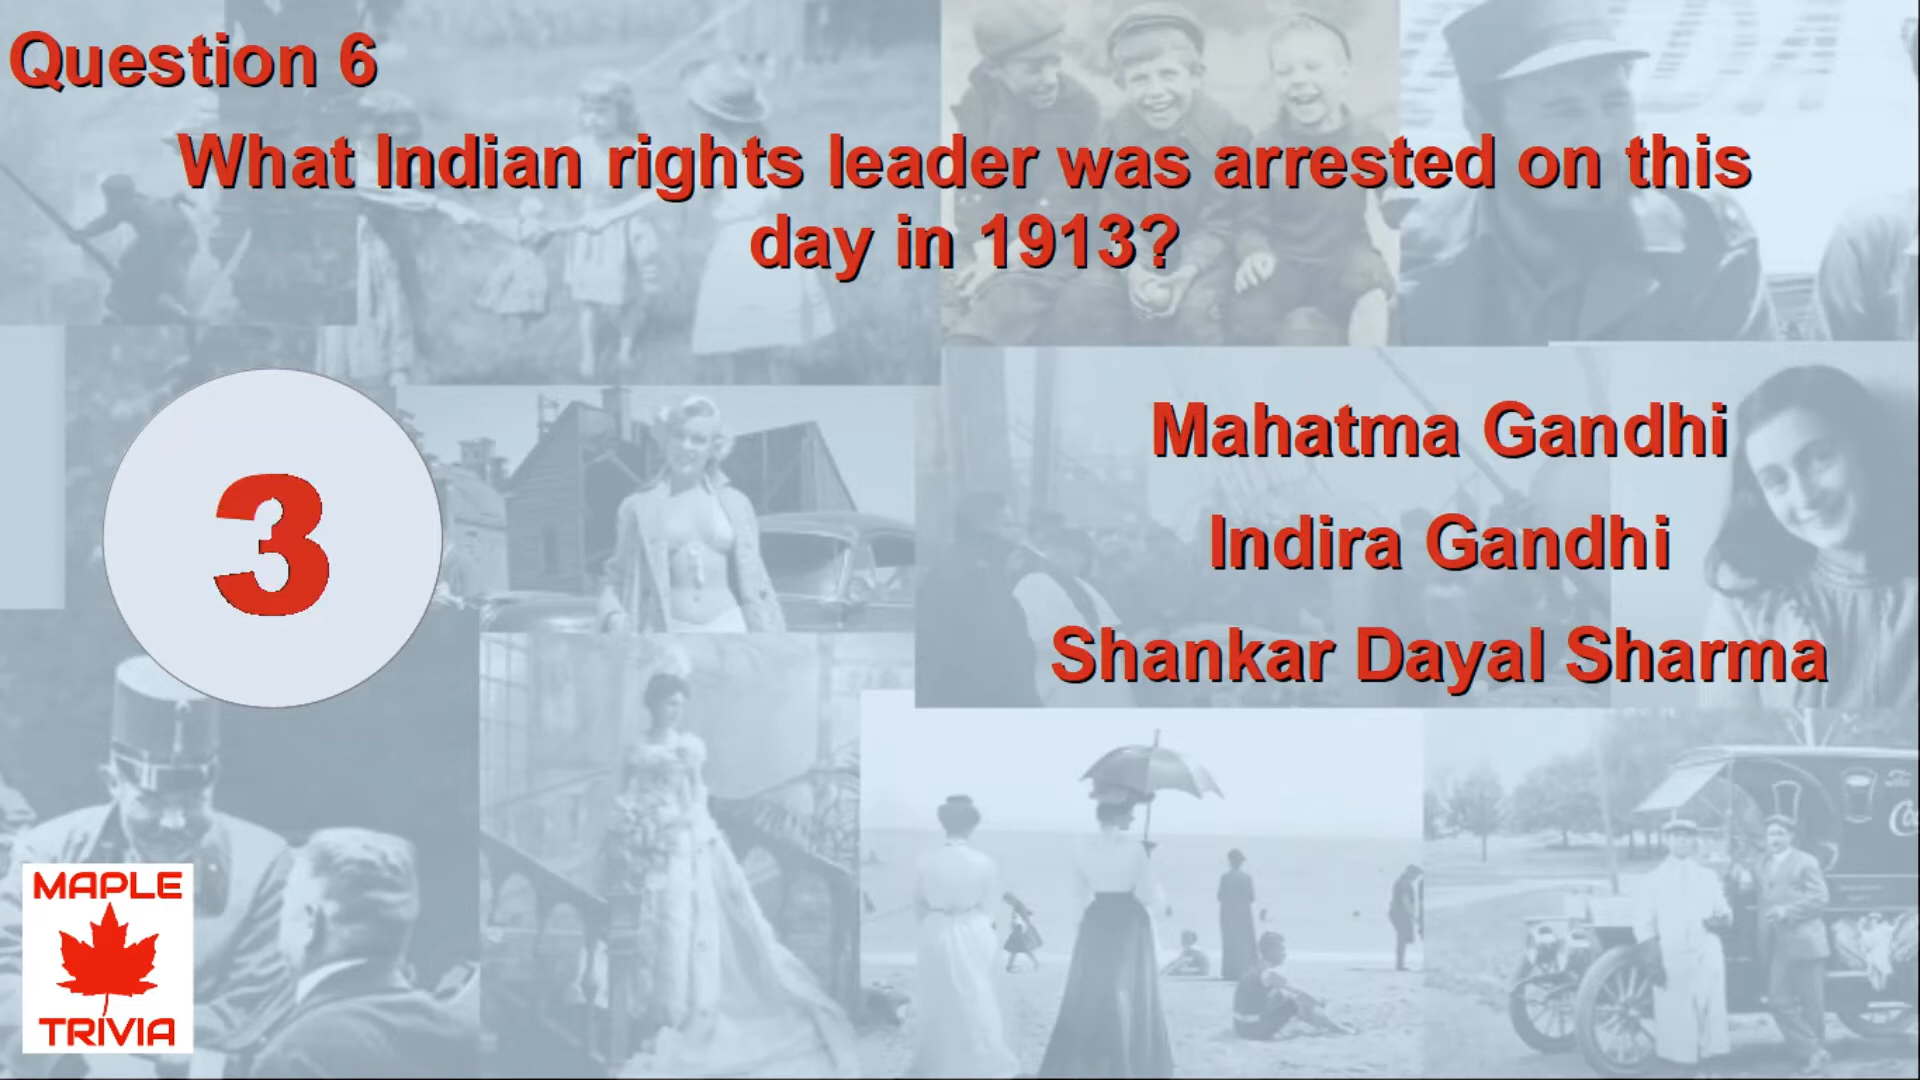 Question 6
What Indian rights leader was arrested on this
day in 1913?
Mahatma Gandhi
Indira Gandhi
Shankar Dayal Sharma
3
MAPLE
TRIVIA